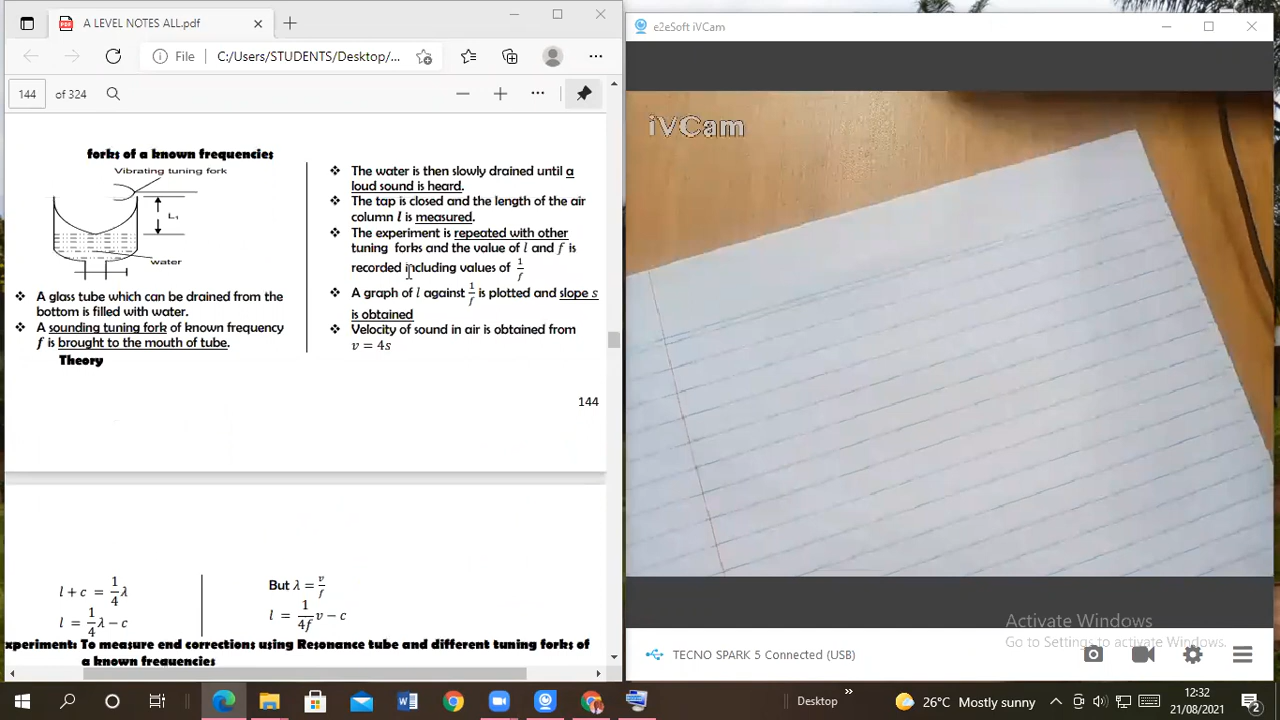 A LEVEL NOTES ALL.pdf
File
C:/Users/STUDENTS/Desktop/...
144
of 324
forks of a known frequencies
Vibrating tuning fork
L₁
water
❖ A glass tube which can be drained from the
bottom is filled with water.
❖ A sounding tuning fork of known frequency
f is brought to the mouth of tube.
Theory
❖ The water is then slowly drained until a
loud sound is heard.
❖ The tap is closed and the length of the air
column l is measured.
❖ The experiment is repeated with other
tuning forks and the value of l and f is
recorded including values of 1/f
❖ A graph of l against 1/f is plotted and slope s
is obtained
❖ Velocity of sound in air is obtained from
v = 4s
144
l + c = 1/4 λ
l = 1/4 λ − c
But λ = v/f
l = 1/4f v − c
xperiment: To measure end corrections using Resonance tube and different tuning forks of
a known frequencies
e2eSoft iVCam
iVCam
Activate Windows
Go to Settings to activate Windows.
TECNO SPARK 5 Connected (USB)
Desktop
26°C Mostly sunny
12:32
21/08/2021
2